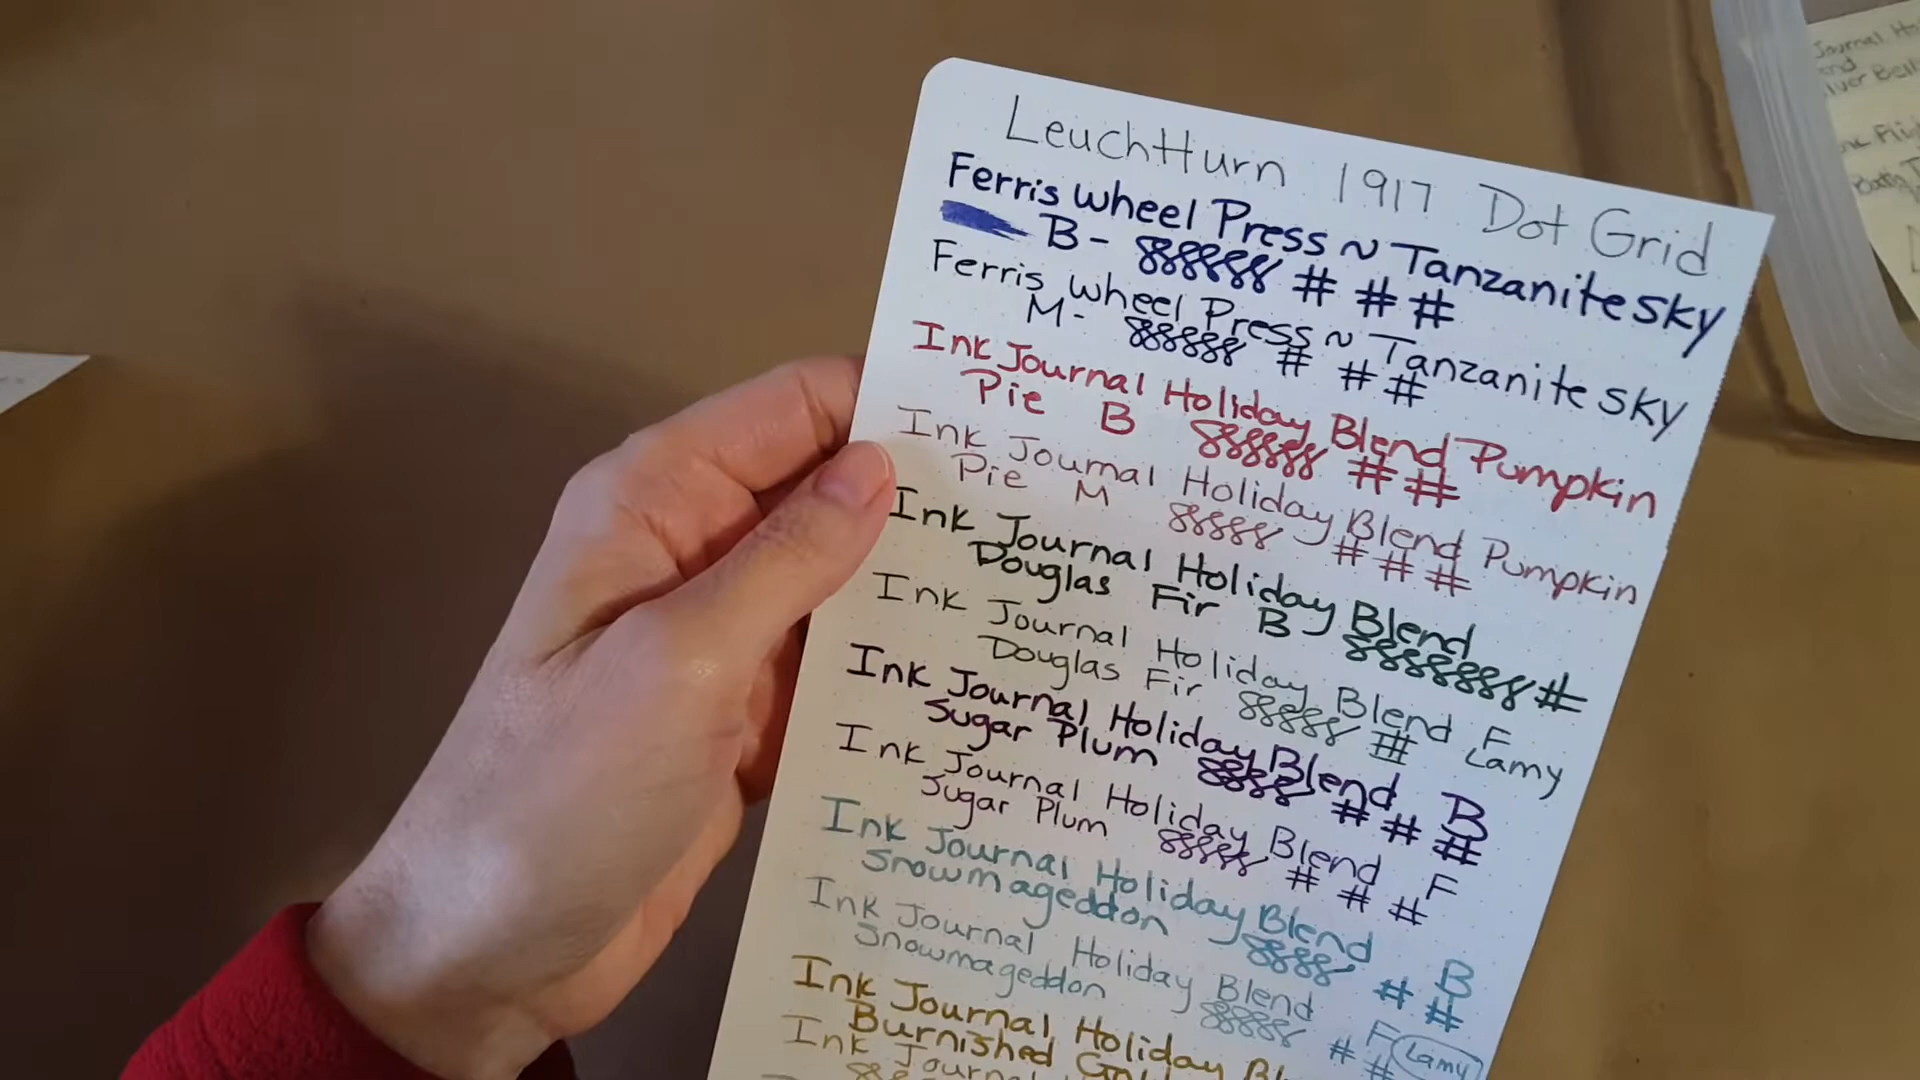 Leuchtturn 1917 Dot Grid
Ferris Wheel Press ~ Tanzanite Sky
B- 888888 # # #
Ferris Wheel Press ~ Tanzanite Sky
M- 888888 # # #
Ink Journal Holiday Blend Pumpkin
Pie B 888888 # #
Ink Journal Holiday Blend Pumpkin
Pie M 88888 # # #
Ink Journal Holiday Blend
Douglas Fir B 8888888 #
Ink Journal Holiday Blend F
Douglas Fir 88888 # Lamy
Ink Journal Holiday Blend B
Sugar Plum 8888 # # #
Ink Journal Holiday Blend F
Sugar Plum 88888 # # #
Ink Journal Holiday Blend B
Snowmageddon 8888 # #
Ink Journal Holiday Blend F Lamy
Snowmageddon 88888 # #
Ink Journal Holiday
Burnished
Ink
Journal